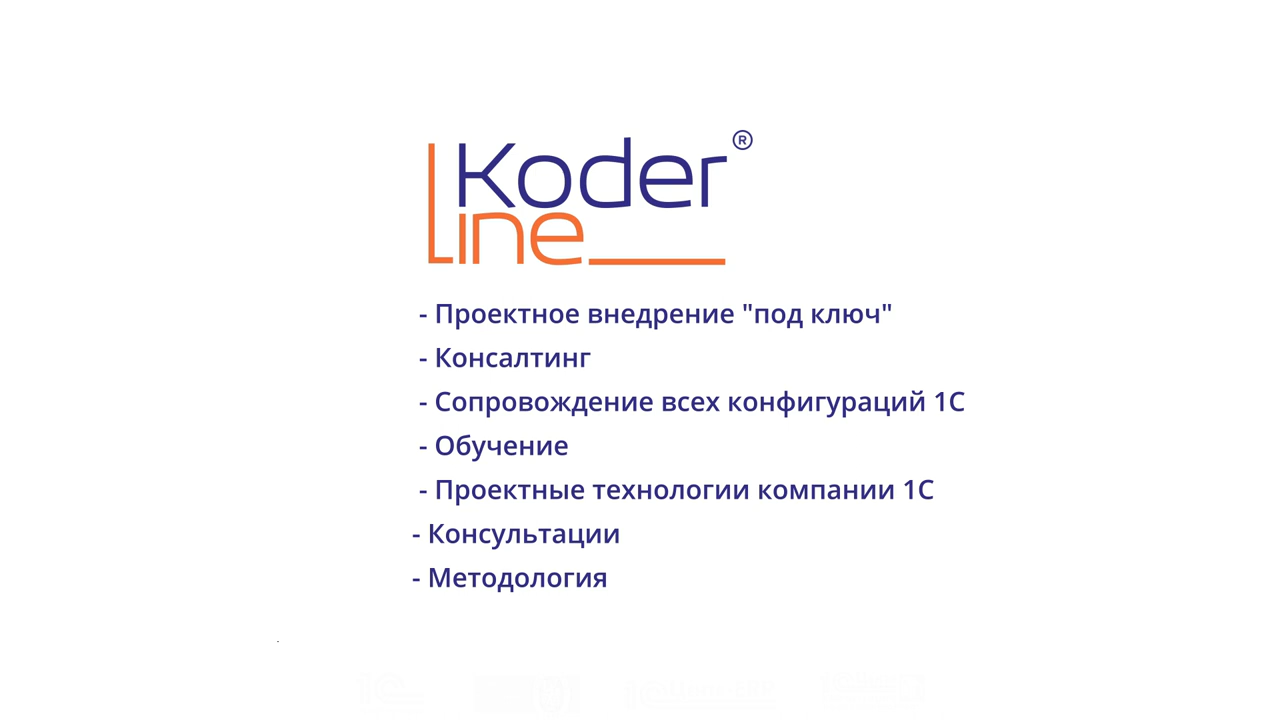 Koder®
Line
- Проектное внедрение "под ключ"
- Консалтинг
- Сопровождение всех конфигураций 1С
- Обучение
- Проектные технологии компании 1С
- Консультации
- Методология